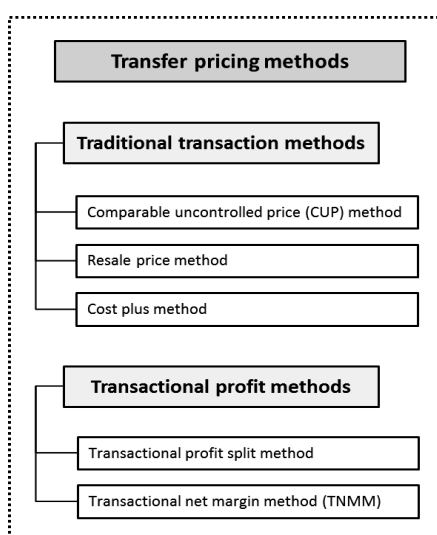 Transfer pricing methods
Traditional transaction methods
Comparable uncontrolled price (CUP) method
Resale price method
Cost plus method
Transactional profit methods
Transactional profit split method
Transactional net margin method (TNMM)